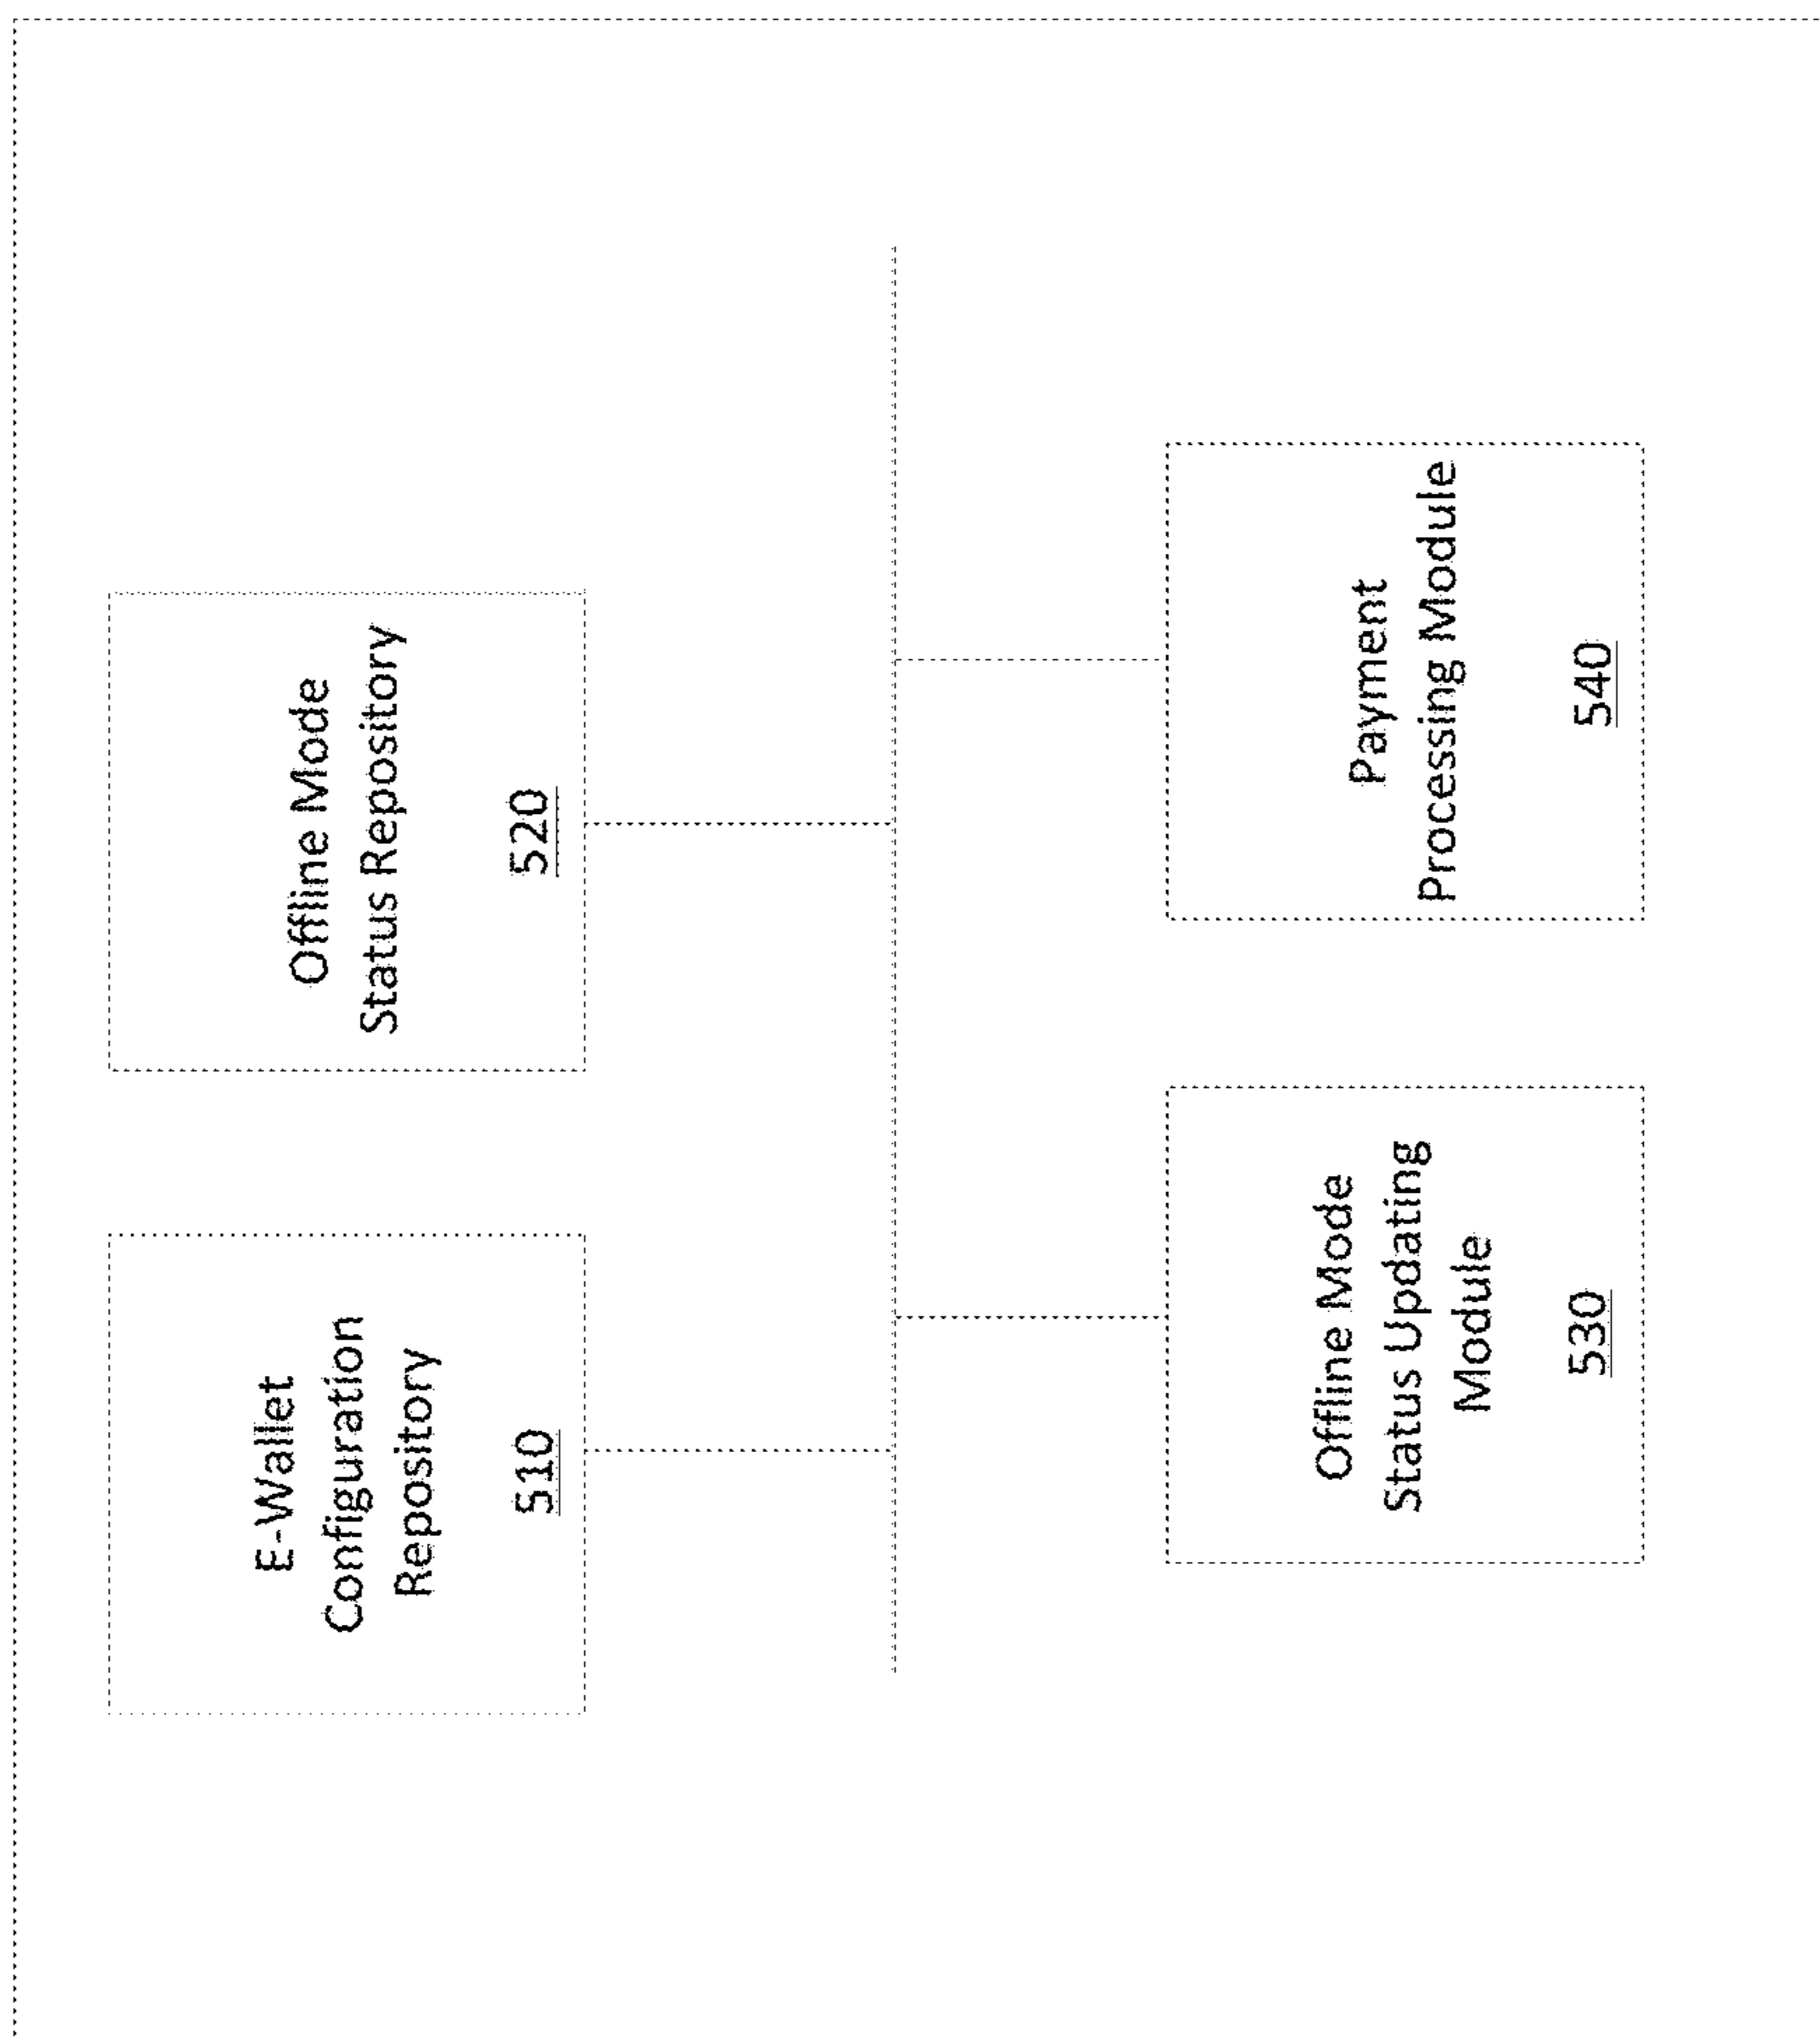 E-Wallet
Configuration
Repository
510
Offline Mode
Status Repository
520
Offline Mode
Status Updating
Module
530
Payment
Processing Module
540